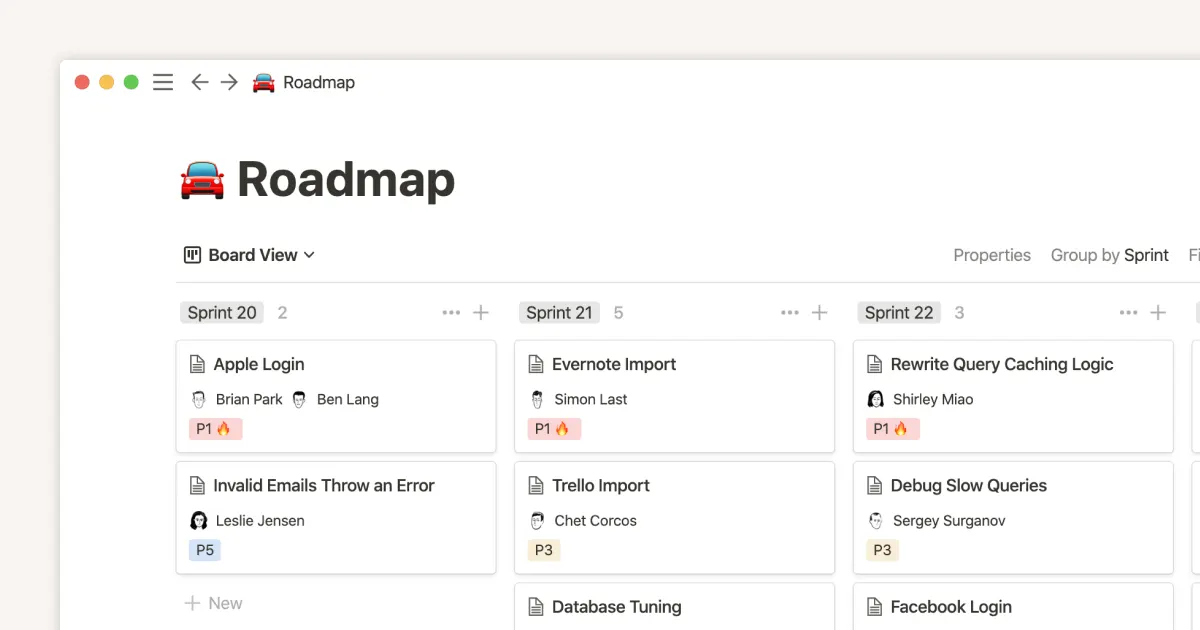 Roadmap
Roadmap
Board View
Properties Group by Sprint
Sprint 20 2
Apple Login
Brian Park Ben Lang
P1 🔥
Invalid Emails Throw an Error
Leslie Jensen
P5
New
Sprint 21 5
Evernote Import
Simon Last
P1 🔥
Trello Import
Chet Corcos
P3
Database Tuning
Sprint 22 3
Rewrite Query Caching Logic
Shirley Miao
P1 🔥
Debug Slow Queries
Sergey Surganov
P3
Facebook Login